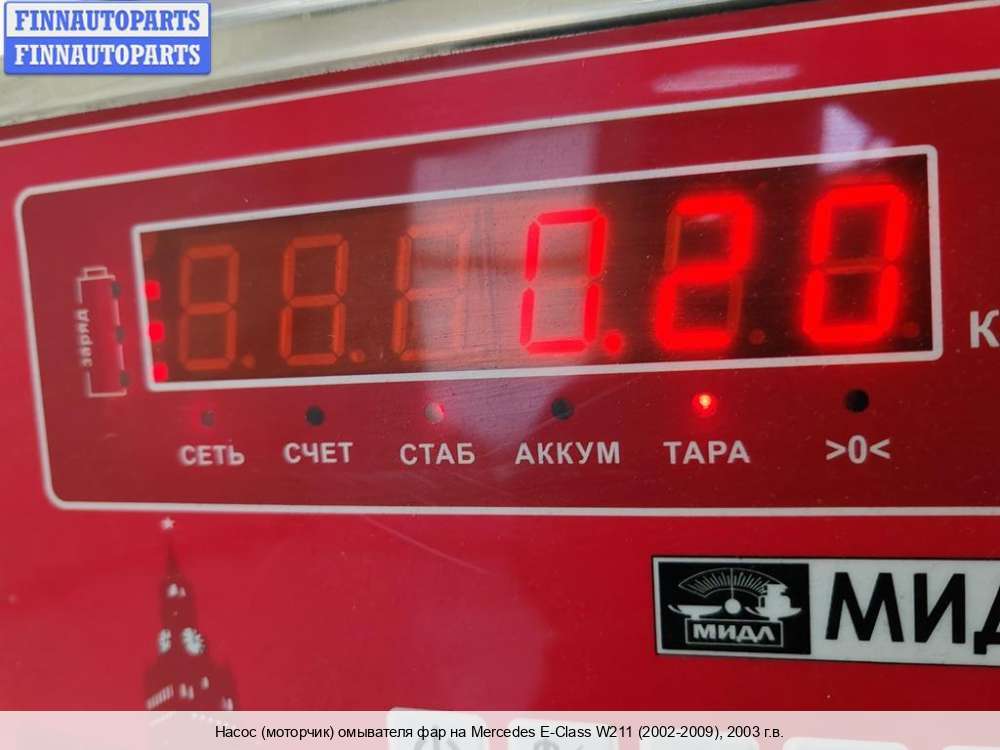 FINNAUTOPARTS
FINNAUTOPARTS
заряд
0.20
К
СЕТЬ СЧЕТ СТАБ АККУМ ТАРА >0<
МИДЛ
МИД
Насос (моторчик) омывателя фар на Mercedes E-Class W211 (2002-2009), 2003 г.в.